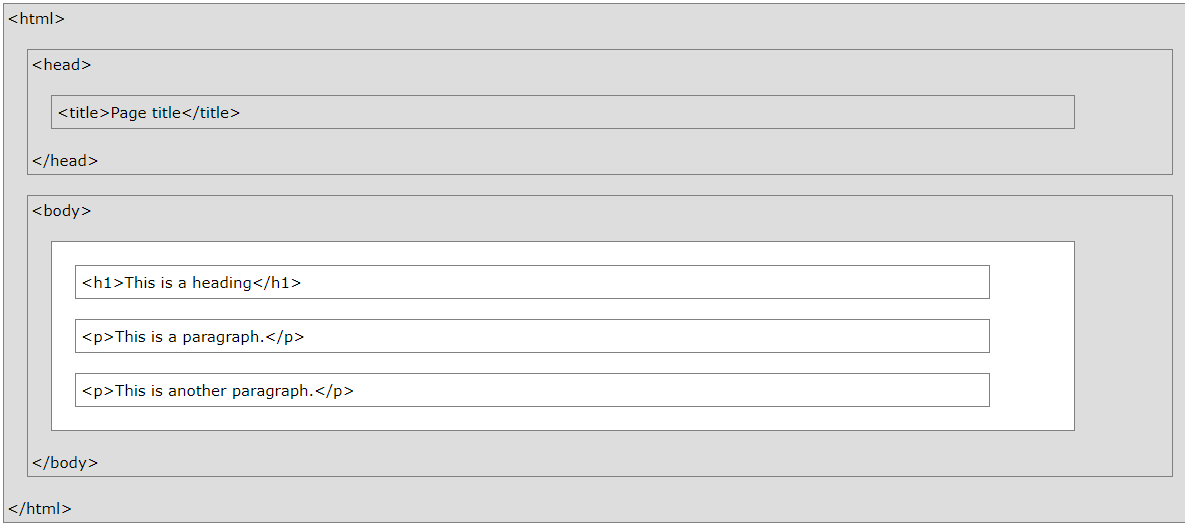 <html>
<head>
<title>Page title</title>
</head>
<body>
<h1>This is a heading</h1>
<p>This is a paragraph.</p>
<p>This is another paragraph.</p>
</body>
</html>